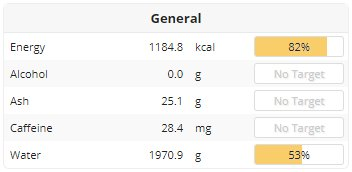 General
Energy 1184.8 kcal 82%
Alcohol 0.0 g No Target
Ash 25.1 g No Target
Caffeine 28.4 mg No Target
Water 1970.9 g 53%